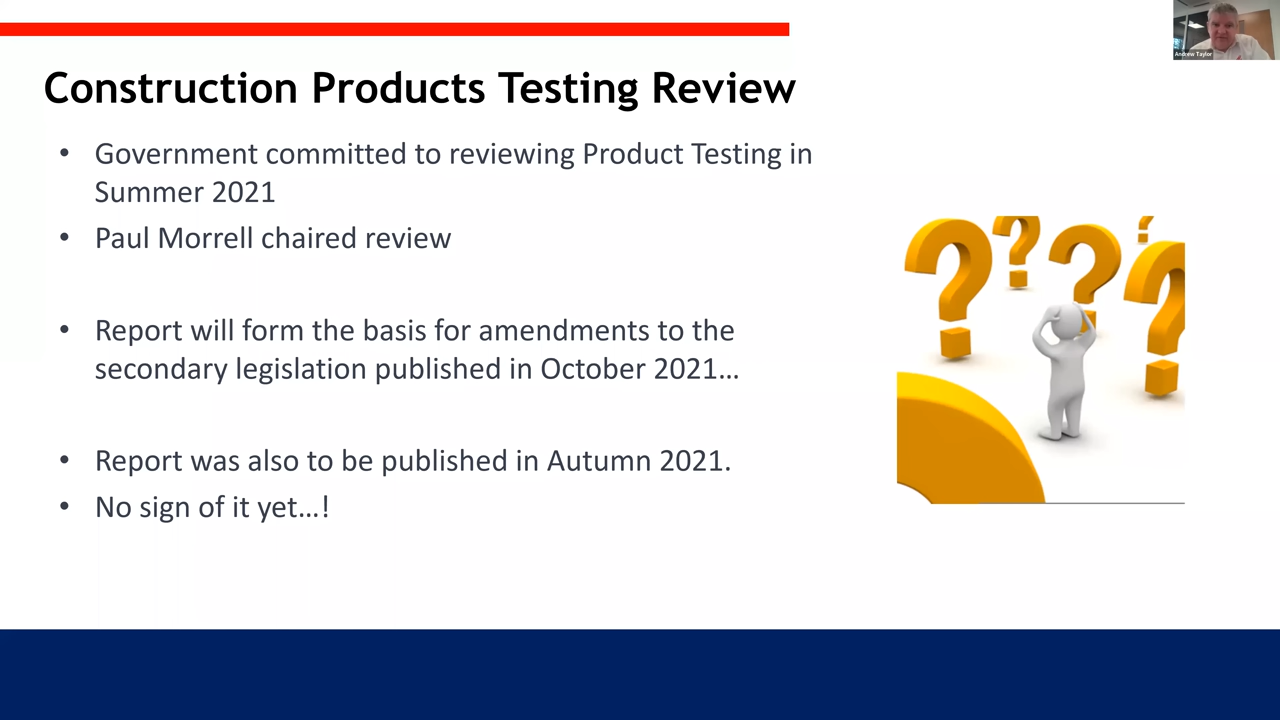 Construction Products Testing Review
• Government committed to reviewing Product Testing in
Summer 2021
• Paul Morrell chaired review
• Report will form the basis for amendments to the
secondary legislation published in October 2021…
• Report was also to be published in Autumn 2021.
• No sign of it yet…!
Andrew Taylor